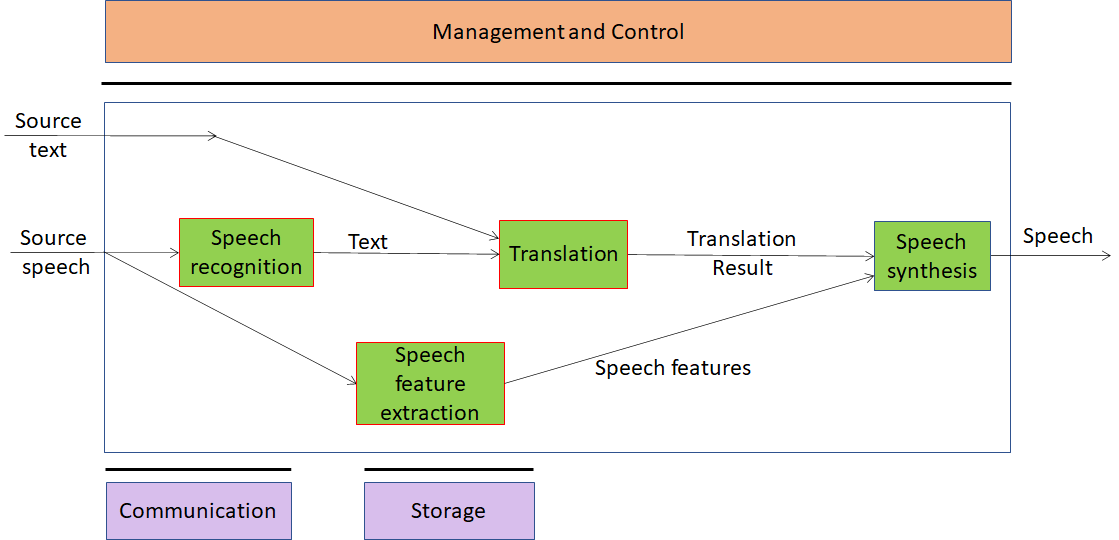 Management and Control
Source
text
Source
speech
Speech
recognition
Text
Translation
Translation
Result
Speech
synthesis
Speech
Speech
feature
extraction
Speech features
Communication
Storage